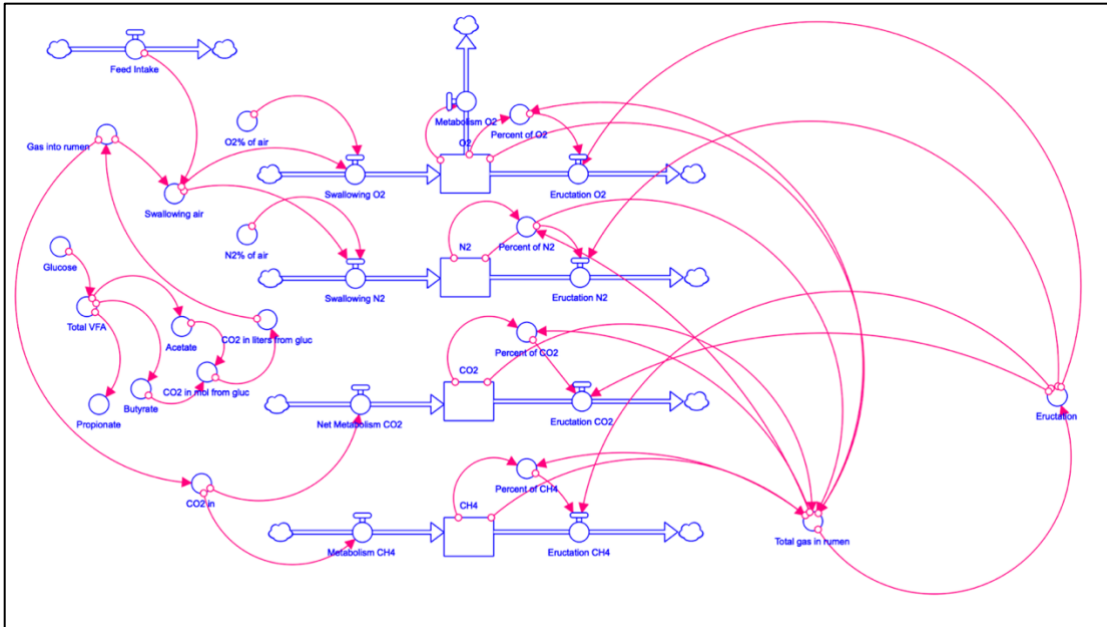 Feed Intake
Metabolism O2
O2% of air
Percent of O2
O2
Gas into rumen
Swallowing O2
Eructation O2
Swallowing air
N2% of air
N2
Percent of N2
Glucose
Swallowing N2
Eructation N2
Total VFA
Acetate
CO2 in liters from gluc
Percent of CO2
CO2
CO2 in mol from gluc
Butyrate
Propionate
Net Metabolism CO2
Eructation CO2
Eructation
Percent of CH4
CO2 in
CH4
Total gas in rumen
Metabolism CH4
Eructation CH4